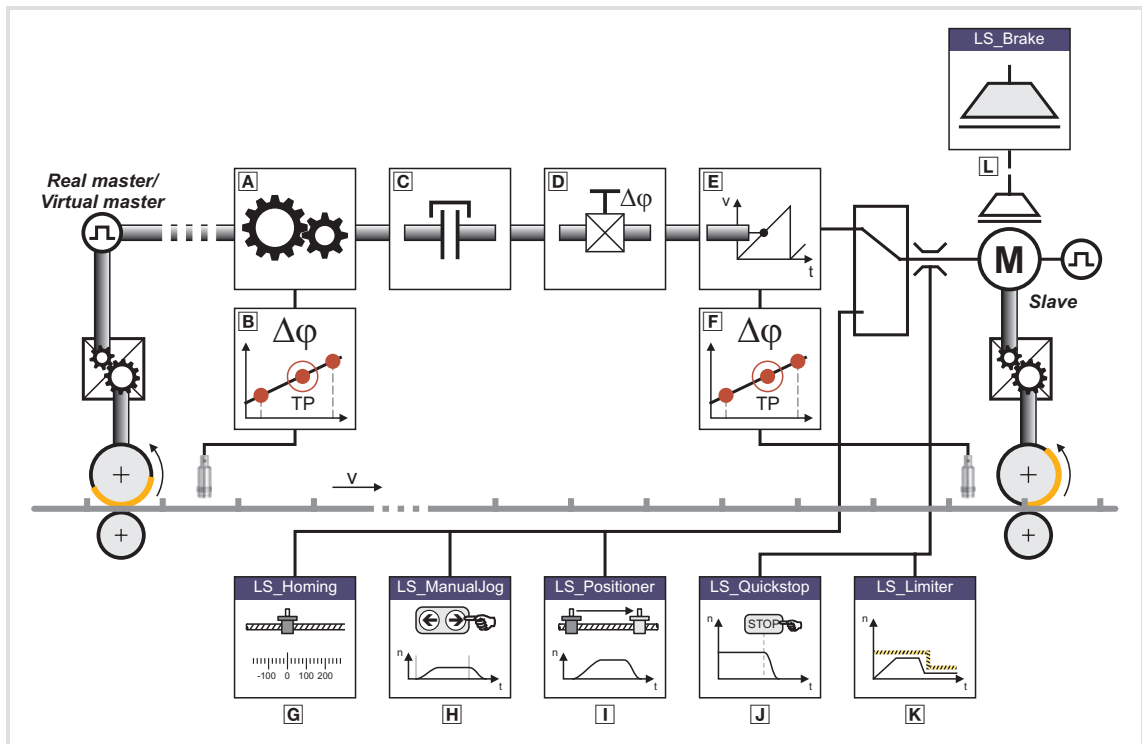 LS_Brake
L
Real master/
Virtual master
A
C
D
Δφ
E
v
t
M
Slave
B
Δφ
TP
F
Δφ
TP
+
+
v
+
+
LS_Homing
-100 0 100 200
G
LS_ManualJog
n
t
H
LS_Positioner
n
t
I
LS_Quickstop
n
STOP
t
J
LS_Limiter
n
t
K